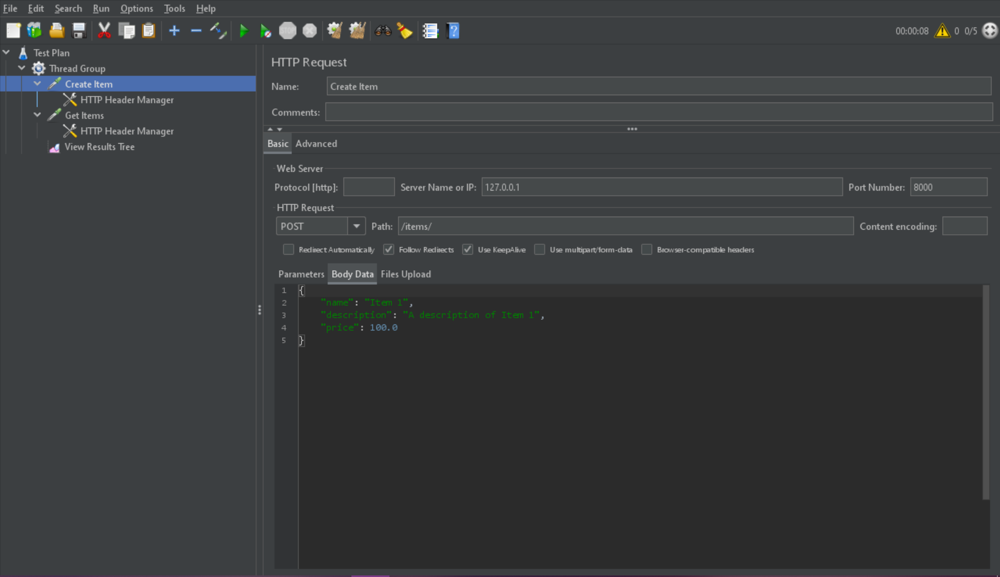 File Edit Search Run Options Tools Help
STOP 00:00:08 0 0/5
Test Plan
Thread Group
Create Item
HTTP Header Manager
Get Items
HTTP Header Manager
View Results Tree
HTTP Request
Name: Create Item
Comments:
Basic Advanced
Web Server
Protocol [http]: Server Name or IP: 127.0.0.1 Port Number: 8000
HTTP Request
POST Path: /items/ Content encoding:
Redirect Automatically Follow Redirects Use KeepAlive Use multipart/form-data Browser-compatible headers
Parameters Body Data Files Upload
1 {
2 "name": "Item 1",
3 "description": "A description of Item 1",
4 "price": 100.0
5 }